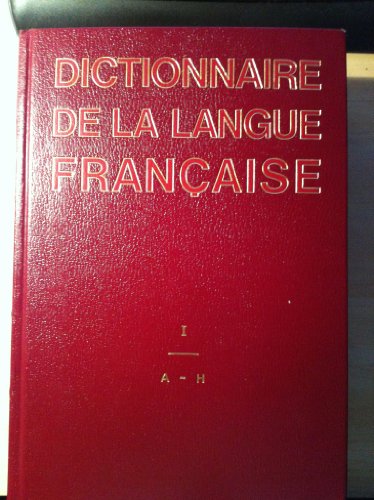 DICTIONNAIRE
DE LA LANGUE
FRANÇAISE
I
A - H